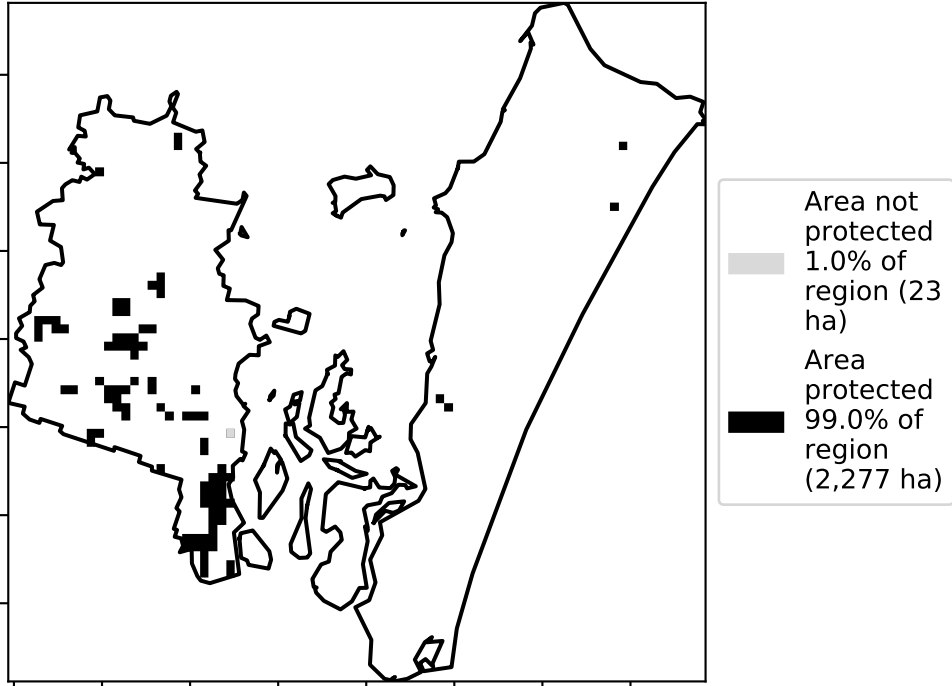 Area not
protected
1.0% of
region (23
ha)
Area
protected
99.0% of
region
(2,277 ha)